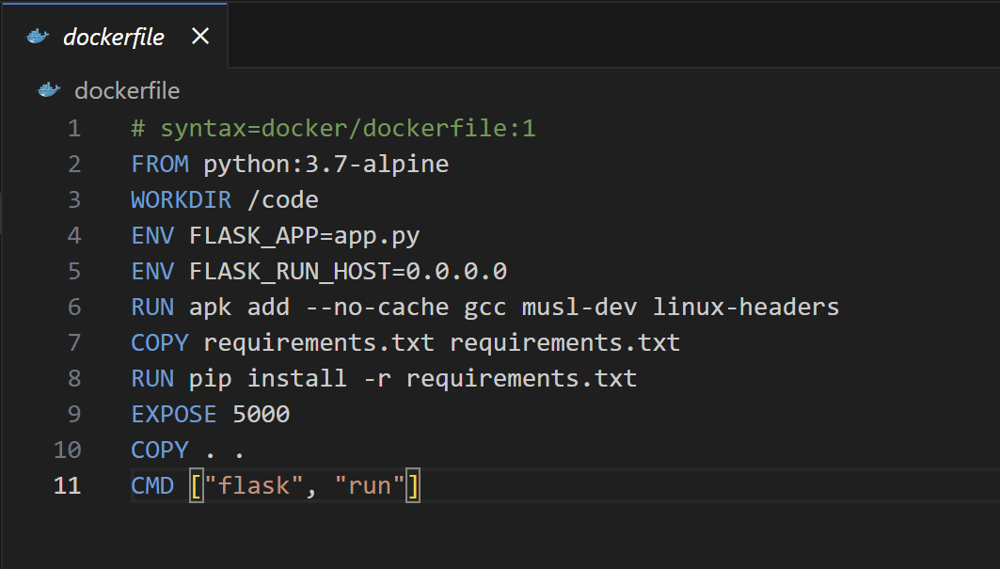 dockerfile
dockerfile
1 # syntax=docker/dockerfile:1
2 FROM python:3.7-alpine
3 WORKDIR /code
4 ENV FLASK_APP=app.py
5 ENV FLASK_RUN_HOST=0.0.0.0
6 RUN apk add --no-cache gcc musl-dev linux-headers
7 COPY requirements.txt requirements.txt
8 RUN pip install -r requirements.txt
9 EXPOSE 5000
10 COPY . .
11 CMD ["flask", "run"]